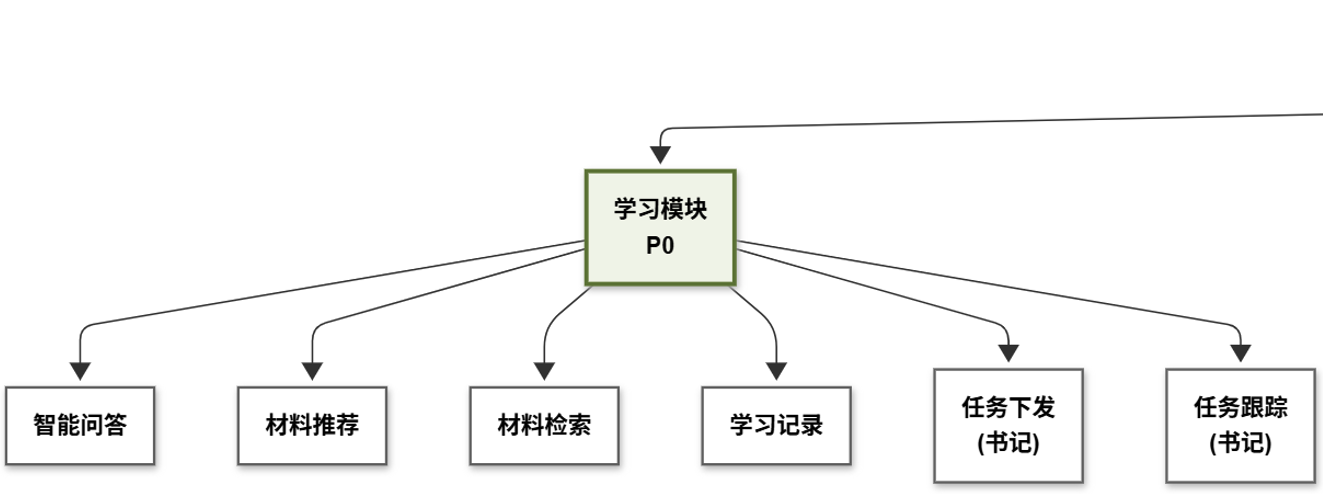 学习模块
P0
智能问答
材料推荐
材料检索
学习记录
任务下发
(书记)
任务跟踪
(书记)